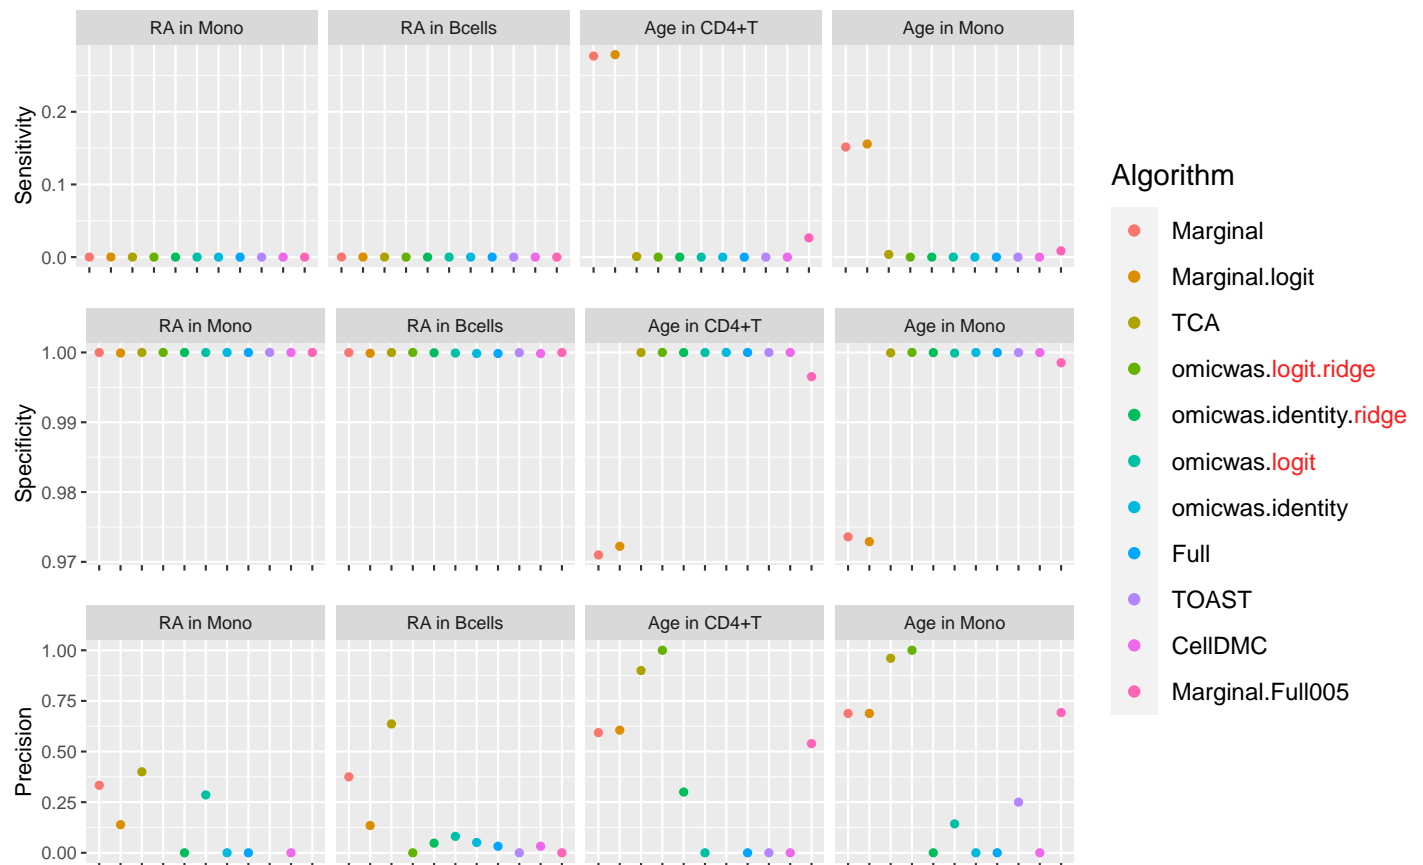 RA in Mono RA in Bcells Age in CD4+T Age in Mono
Sensitivity
0.2
0.1
0.0
RA in Mono RA in Bcells Age in CD4+T Age in Mono
Specificity
1.00
0.99
0.98
0.97
RA in Mono RA in Bcells Age in CD4+T Age in Mono
Precision
1.00
0.75
0.50
0.25
0.00
Algorithm
Marginal
Marginal.logit
TCA
omicwas.logit.ridge
omicwas.identity.ridge
omicwas.logit
omicwas.identity
Full
TOAST
CellDMC
Marginal.Full005